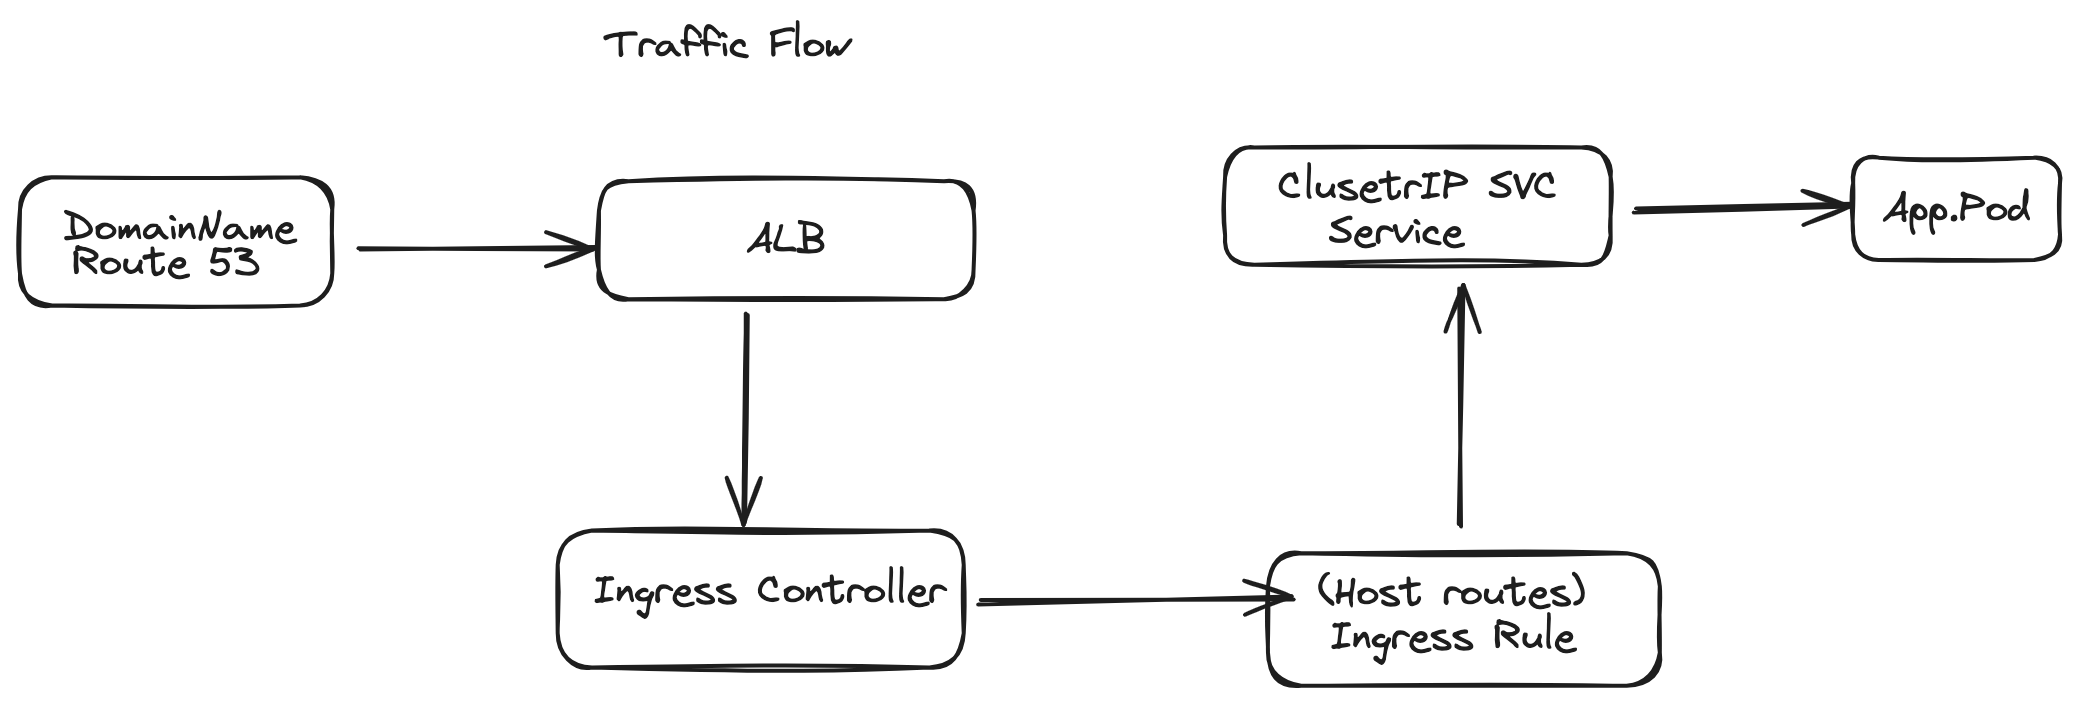 Traffic Flow
DomainName
Route 53
ALB
Ingress Controller
(Host routes)
Ingress Rule
ClusetrIP SVC
Service
App.Pod